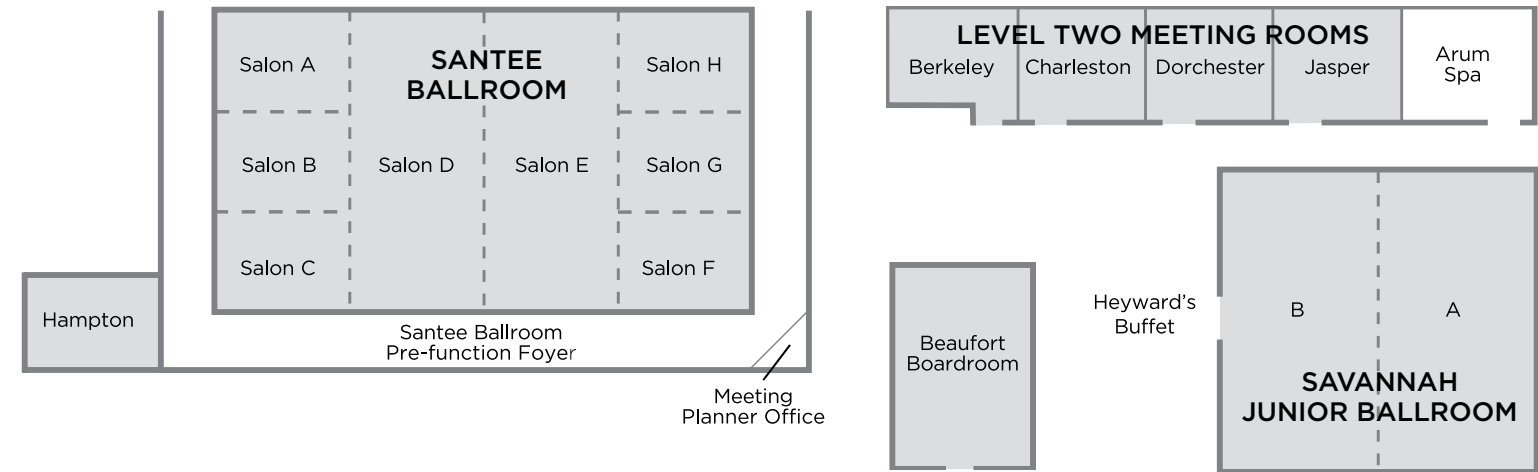 Salon A
SANTEE
BALLROOM
Salon H
Salon B
Salon D
Salon E
Salon G
Salon C
Salon F
Hampton
Santee Ballroom
Pre-function Foyer
Meeting
Planner Office
LEVEL TWO MEETING ROOMS
Berkeley
Charleston
Dorchester
Jasper
Arum
Spa
Heyward's
Buffet
B
A
Beaufort
Boardroom
SAVANNAH
JUNIOR BALLROOM